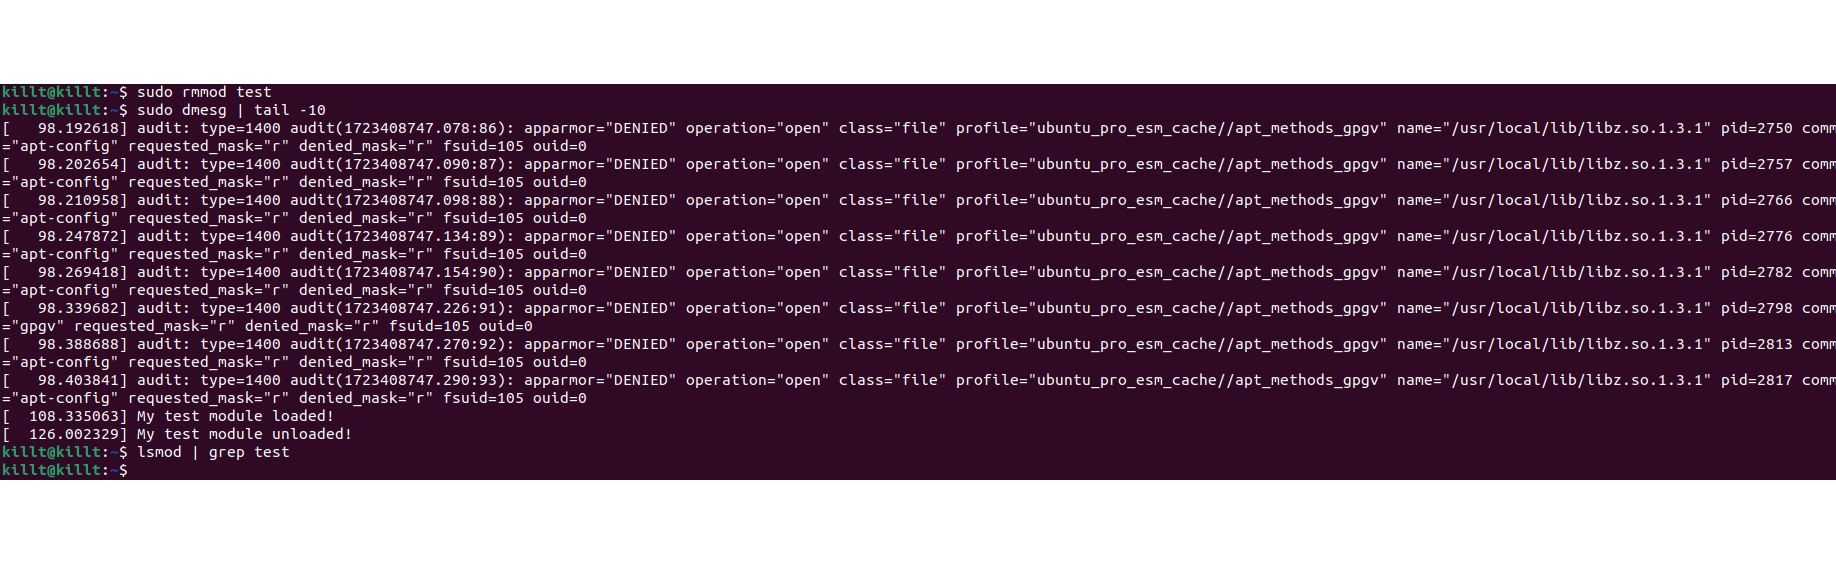 killt@killt:~$ sudo rmmod test
killt@killt:~$ sudo dmesg | tail -10
[   98.192618] audit: type=1400 audit(1723408747.078:86): apparmor="DENIED" operation="open" class="file" profile="ubuntu_pro_esm_cache//apt_methods_gpgv" name="/usr/local/lib/libz.so.1.3.1" pid=2750 comm
="apt-config" requested_mask="r" denied_mask="r" fsuid=105 ouid=0
[   98.202654] audit: type=1400 audit(1723408747.090:87): apparmor="DENIED" operation="open" class="file" profile="ubuntu_pro_esm_cache//apt_methods_gpgv" name="/usr/local/lib/libz.so.1.3.1" pid=2757 comm
="apt-config" requested_mask="r" denied_mask="r" fsuid=105 ouid=0
[   98.210958] audit: type=1400 audit(1723408747.098:88): apparmor="DENIED" operation="open" class="file" profile="ubuntu_pro_esm_cache//apt_methods_gpgv" name="/usr/local/lib/libz.so.1.3.1" pid=2766 comm
="apt-config" requested_mask="r" denied_mask="r" fsuid=105 ouid=0
[   98.247872] audit: type=1400 audit(1723408747.134:89): apparmor="DENIED" operation="open" class="file" profile="ubuntu_pro_esm_cache//apt_methods_gpgv" name="/usr/local/lib/libz.so.1.3.1" pid=2776 comm
="apt-config" requested_mask="r" denied_mask="r" fsuid=105 ouid=0
[   98.269418] audit: type=1400 audit(1723408747.154:90): apparmor="DENIED" operation="open" class="file" profile="ubuntu_pro_esm_cache//apt_methods_gpgv" name="/usr/local/lib/libz.so.1.3.1" pid=2782 comm
="apt-config" requested_mask="r" denied_mask="r" fsuid=105 ouid=0
[   98.339682] audit: type=1400 audit(1723408747.226:91): apparmor="DENIED" operation="open" class="file" profile="ubuntu_pro_esm_cache//apt_methods_gpgv" name="/usr/local/lib/libz.so.1.3.1" pid=2798 comm
="gpgv" requested_mask="r" denied_mask="r" fsuid=105 ouid=0
[   98.388688] audit: type=1400 audit(1723408747.270:92): apparmor="DENIED" operation="open" class="file" profile="ubuntu_pro_esm_cache//apt_methods_gpgv" name="/usr/local/lib/libz.so.1.3.1" pid=2813 comm
="apt-config" requested_mask="r" denied_mask="r" fsuid=105 ouid=0
[   98.403841] audit: type=1400 audit(1723408747.290:93): apparmor="DENIED" operation="open" class="file" profile="ubuntu_pro_esm_cache//apt_methods_gpgv" name="/usr/local/lib/libz.so.1.3.1" pid=2817 comm
="apt-config" requested_mask="r" denied_mask="r" fsuid=105 ouid=0
[  108.335063] My test module loaded!
[  126.002329] My test module unloaded!
killt@killt:~$ lsmod | grep test
killt@killt:~$